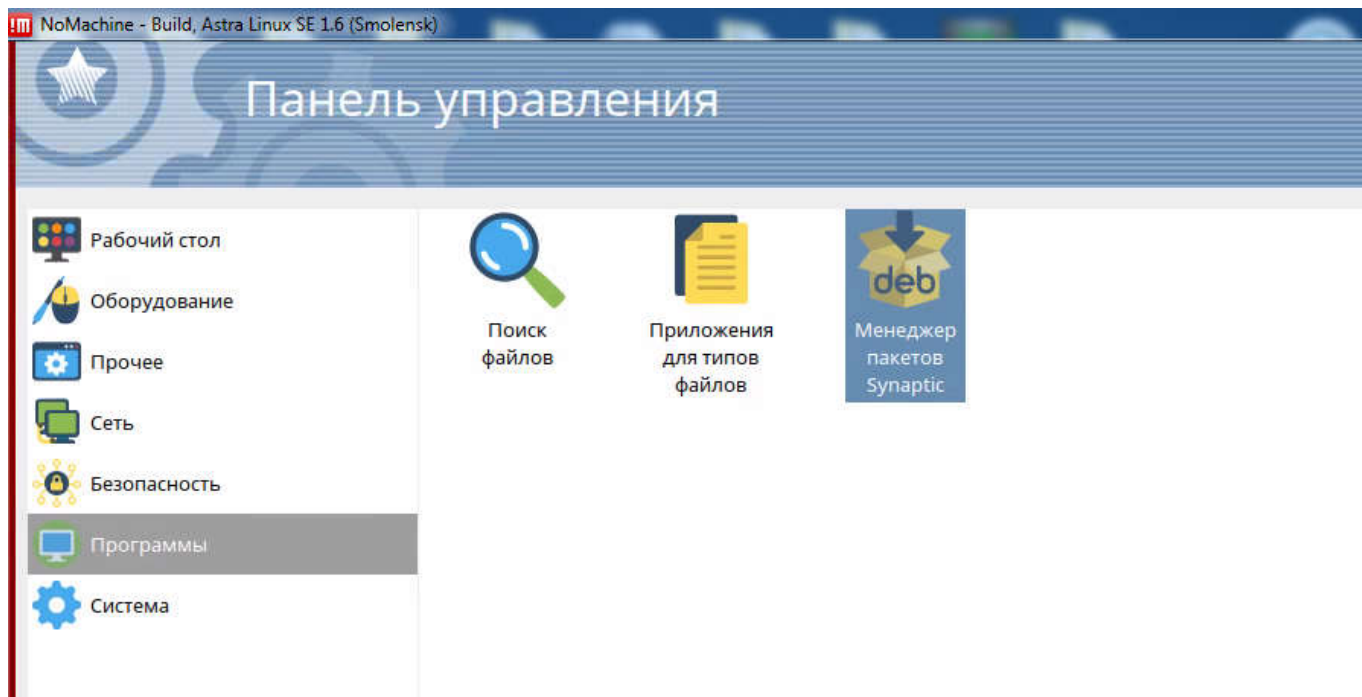 !m NoMachine - Build, Astra Linux SE 1.6 (Smolensk)
Панель управления
Рабочий стол
Оборудование
Прочее
Сеть
Безопасность
Программы
Система
Поиск
файлов
Приложения
для типов
файлов
deb
Менеджер
пакетов
Synaptic